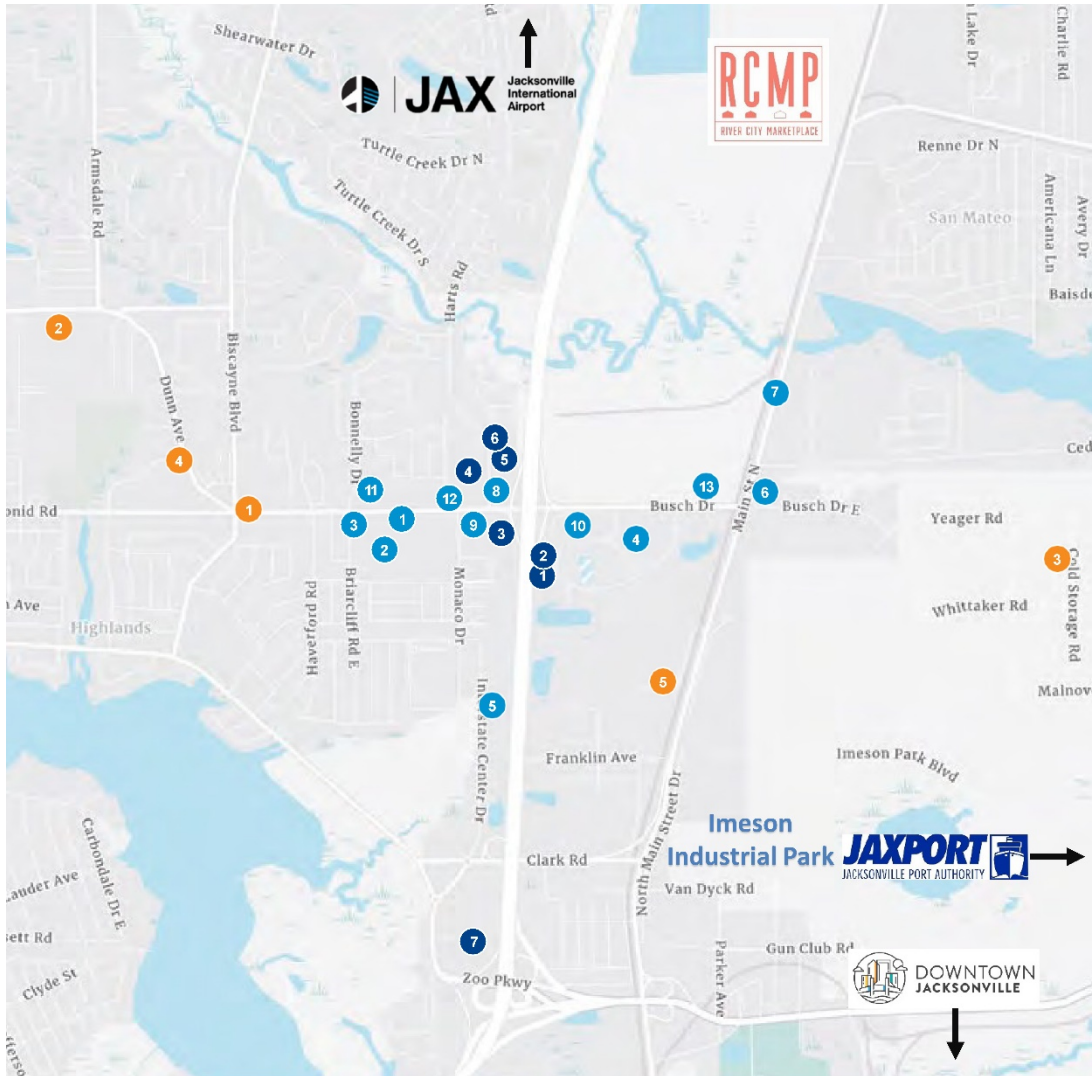 Rd
Shearwater Dr
JAX
Jacksonville
International
Airport
RCMP
RIVER CITY MARKETPLACE
Lake Dr
Charlie Rd
Armsdale Rd
Turtle Creek Dr N
Turtle Creek Dr S
Renne Dr N
San Mateo
Americana Ln
Avery Dr
Harts Rd
2
Biscayne Blvd
Dunn Ave
Bonnelly Dr
7
6
5
4
4
Main St N
11
12
8
13
6
1
3
1
9
3
10
4
Busch Dr
Busch Dr E
Yeager Rd
2
2
1
3
Cold Storage Rd
Ave
Highlands
Haverford Rd
Briarcliff Rd E
Monaco Dr
Whittaker Rd
5
5
Interstate Center Dr
Franklin Ave
Imeson Park Blvd
North Main Street Dr
Imeson
Industrial Park
JAXPORT
JACKSONVILLE PORT AUTHORITY
Carbondale Dr E
Lauder Ave
Clark Rd
Van Dyck Rd
Rd
7
Gun Club Rd
Clyde St
Zoo Pkwy
Parker Ave
DOWNTOWN
JACKSONVILLE